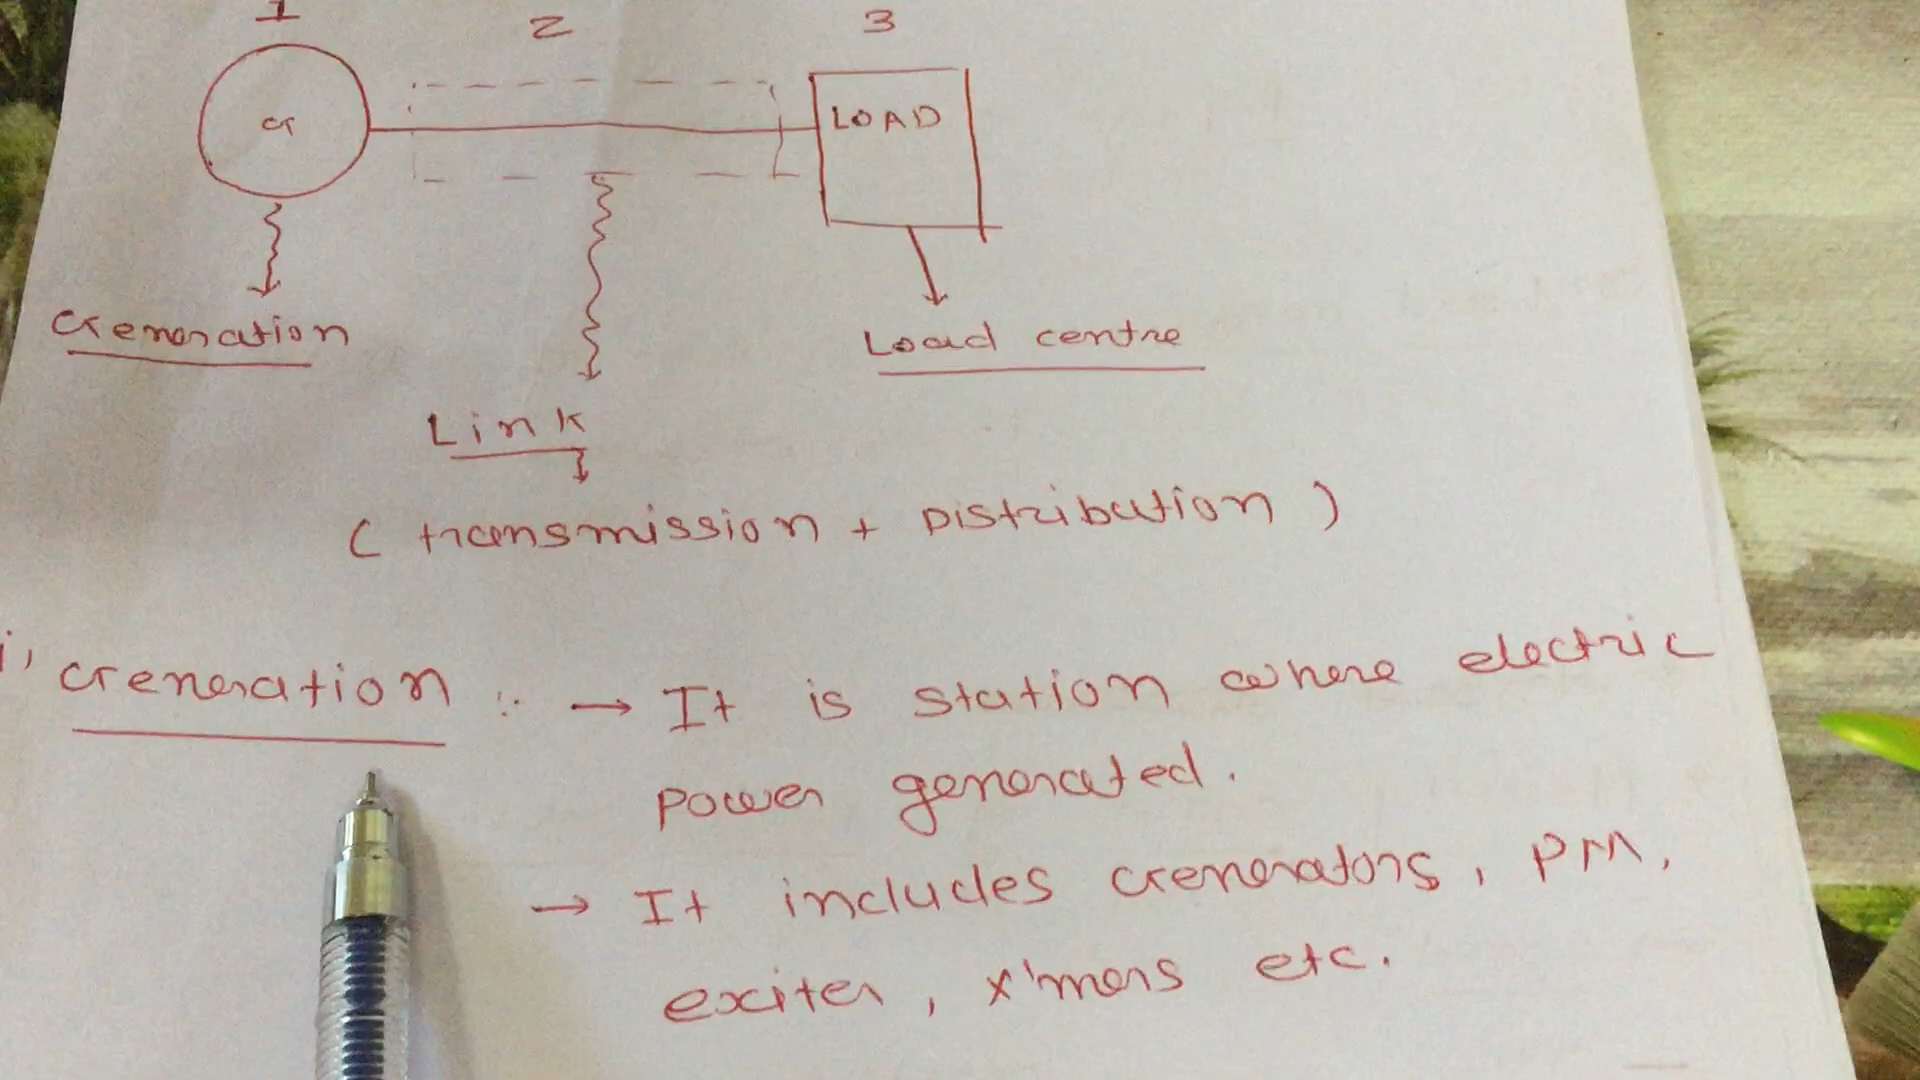 1 2 3
G LOAD
Generation
Load centre
Link
( transmission + Distribution )
i, Generation :- → It is station where electric
power generated.
→ It includes Generators, PM,
exiter, x'mers etc.